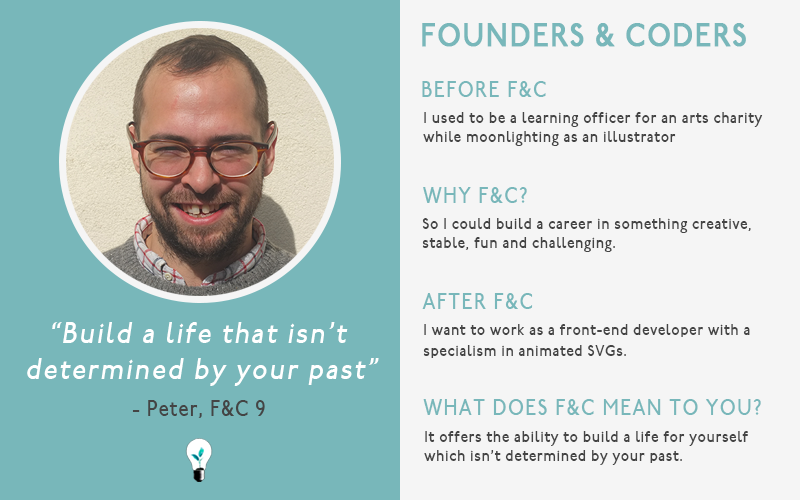 “Build a life that isn’t
determined by your past”
- Peter, F&C 9
FOUNDERS & CODERS
BEFORE F&C
I used to be a learning officer for an arts charity
while moonlighting as an illustrator
WHY F&C?
So I could build a career in something creative,
stable, fun and challenging.
AFTER F&C
I want to work as a front-end developer with a
specialism in animated SVGs.
WHAT DOES F&C MEAN TO YOU?
It offers the ability to build a life for yourself
which isn’t determined by your past.